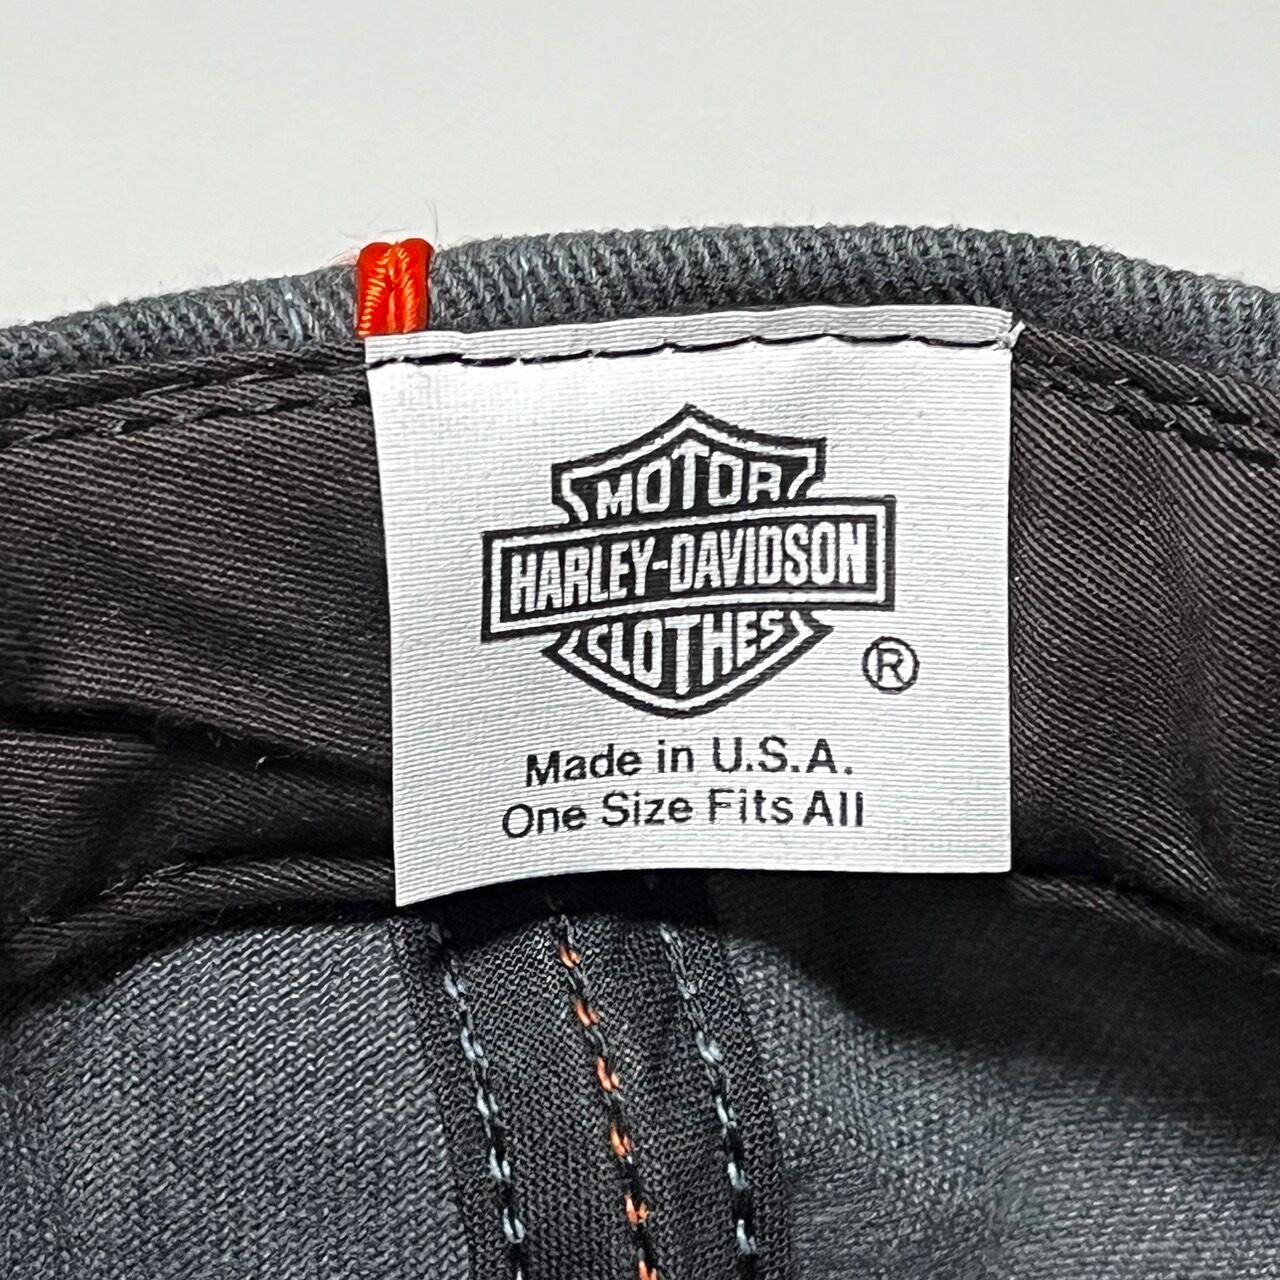 MOTOR
HARLEY-DAVIDSON
CLOTHES
®
Made in U.S.A.
One Size Fits All